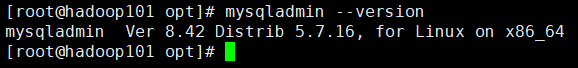 [root@hadoop101 opt]# mysqladmin --version
mysqladmin  Ver 8.42 Distrib 5.7.16, for Linux on x86_64
[root@hadoop101 opt]#